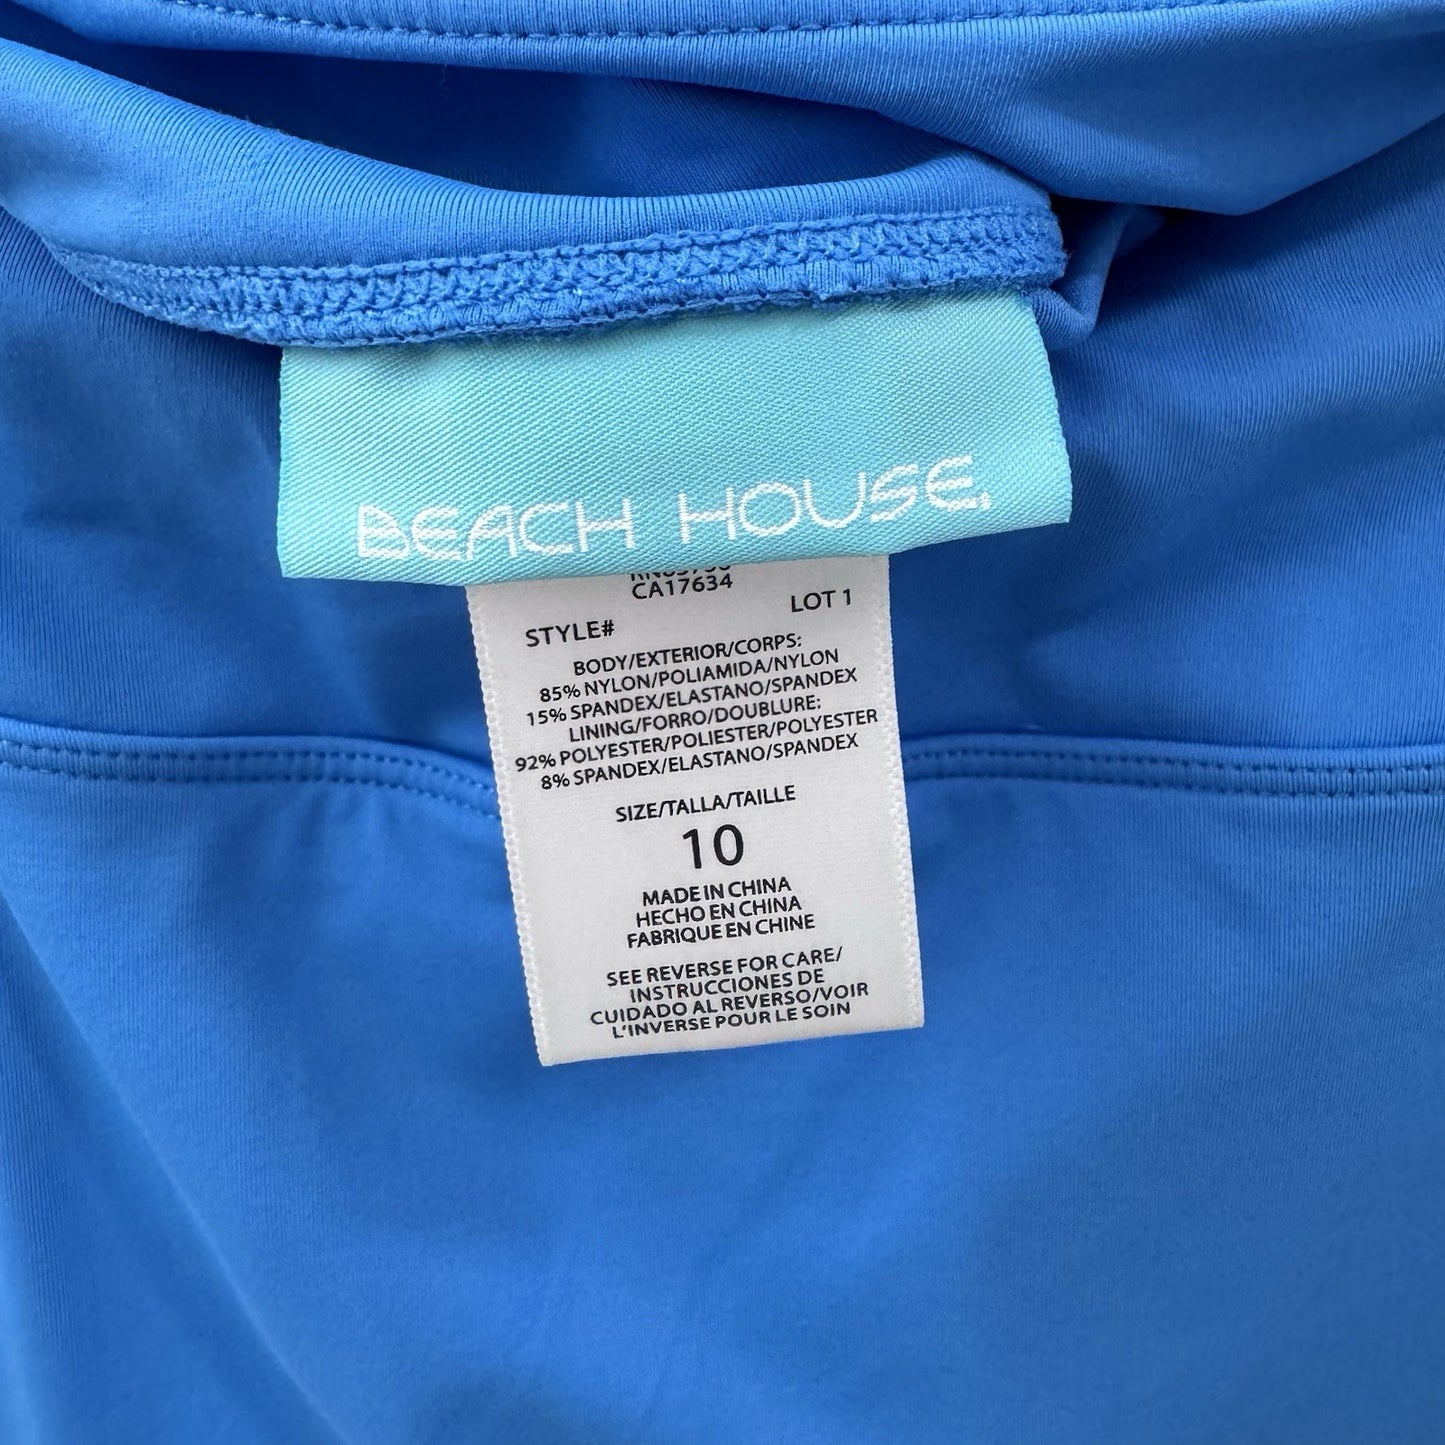 BEACH HOUSE.
CA17634
STYLE# LOT 1
BODY/EXTERIOR/CORPS:
85% NYLON/POLIAMIDA/NYLON
15% SPANDEX/ELASTANO/SPANDEX
LINING/FORRO/DOUBLURE:
92% POLYESTER/POLIESTER/POLYESTER
8% SPANDEX/ELASTANO/SPANDEX
SIZE/TALLA/TAILLE
10
MADE IN CHINA
HECHO EN CHINA
FABRIQUE EN CHINE
SEE REVERSE FOR CARE/
INSTRUCCIONES DE
CUIDADO AL REVERSO/VOIR
L'INVERSE POUR LE SOIN